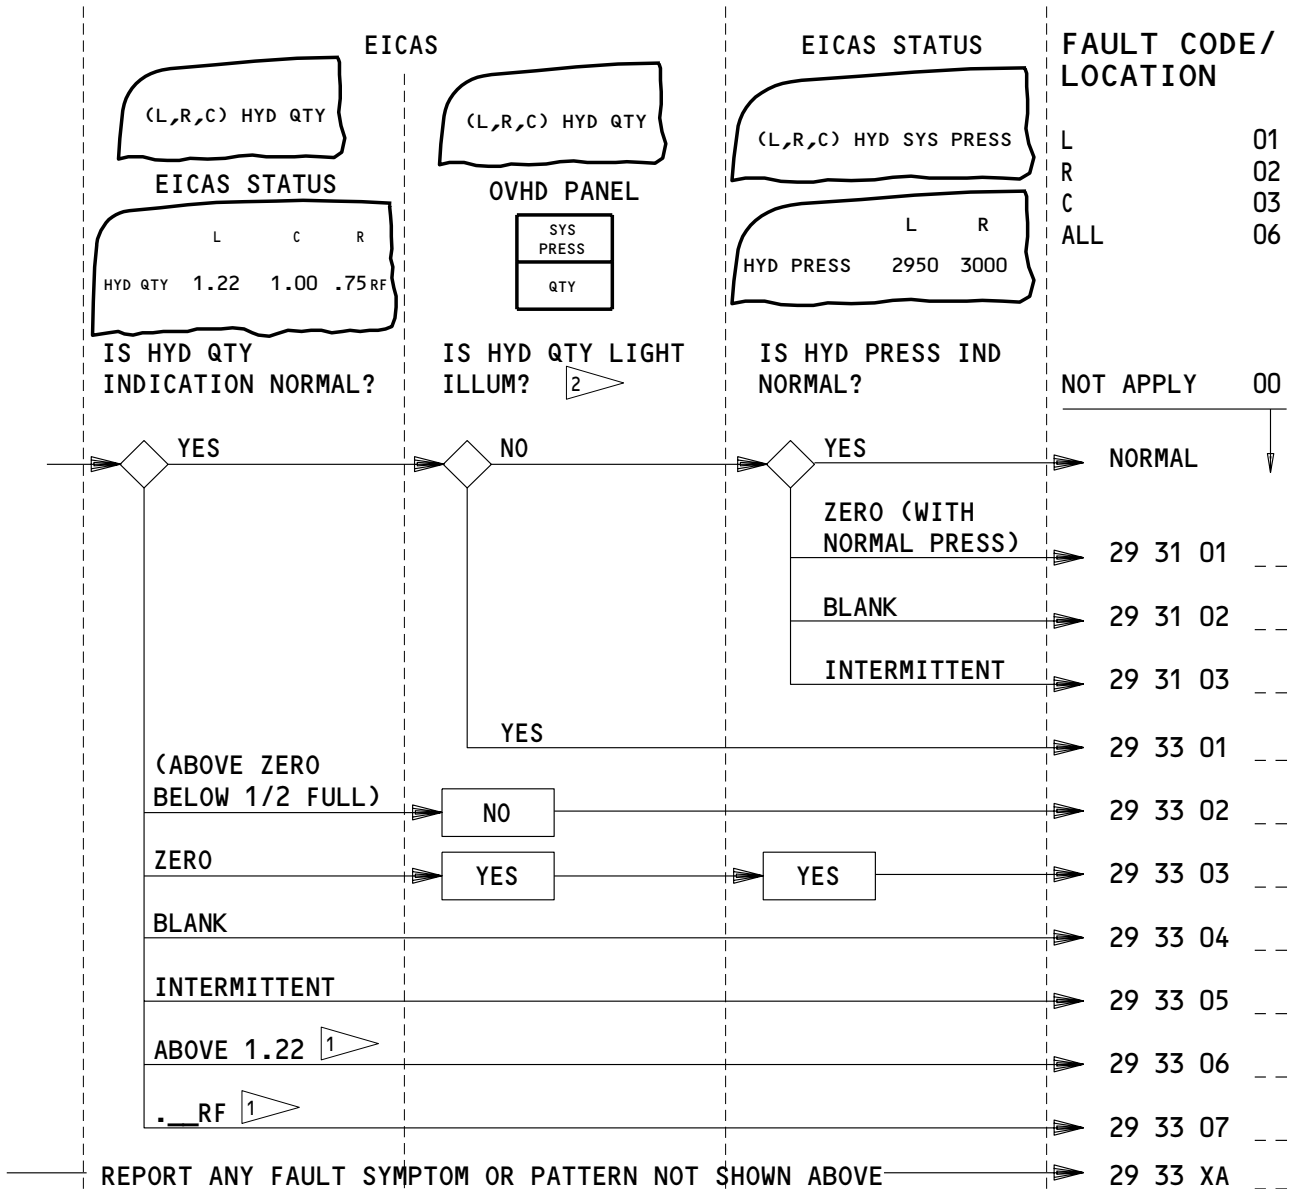 EICAS
(L,R,C) HYD QTY
EICAS STATUS
L C R
HYD QTY 1.22 1.00 .75 RF
IS HYD QTY
INDICATION NORMAL?
(L,R,C) HYD QTY
OVHD PANEL
SYS
PRESS
QTY
IS HYD QTY LIGHT
ILLUM? 2
EICAS STATUS
(L,R,C) HYD SYS PRESS
L R
HYD PRESS 2950 3000
IS HYD PRESS IND
NORMAL?
FAULT CODE/
LOCATION
L 01
R 02
C 03
ALL 06
NOT APPLY 00
YES NO YES NORMAL
ZERO (WITH
NORMAL PRESS) 29 31 01 _ _
BLANK 29 31 02 _ _
INTERMITTENT 29 31 03 _ _
YES 29 33 01 _ _
(ABOVE ZERO
BELOW 1/2 FULL) NO 29 33 02 _ _
ZERO YES YES 29 33 03 _ _
BLANK 29 33 04 _ _
INTERMITTENT 29 33 05 _ _
ABOVE 1.22 1 29 33 06 _ _
.__RF 1 29 33 07 _ _
REPORT ANY FAULT SYMPTOM OR PATTERN NOT SHOWN ABOVE 29 33 XA _ _